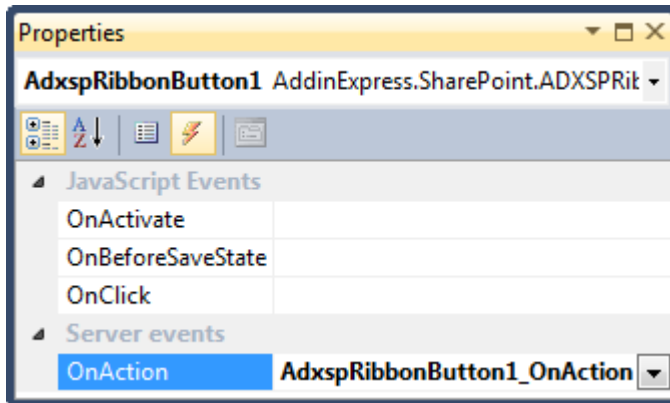 Properties
AdxspRibbonButton1 AddinExpress.SharePoint.ADXSPRib
JavaScript Events
OnActivate
OnBeforeSaveState
OnClick
Server events
OnAction AdxspRibbonButton1_OnAction